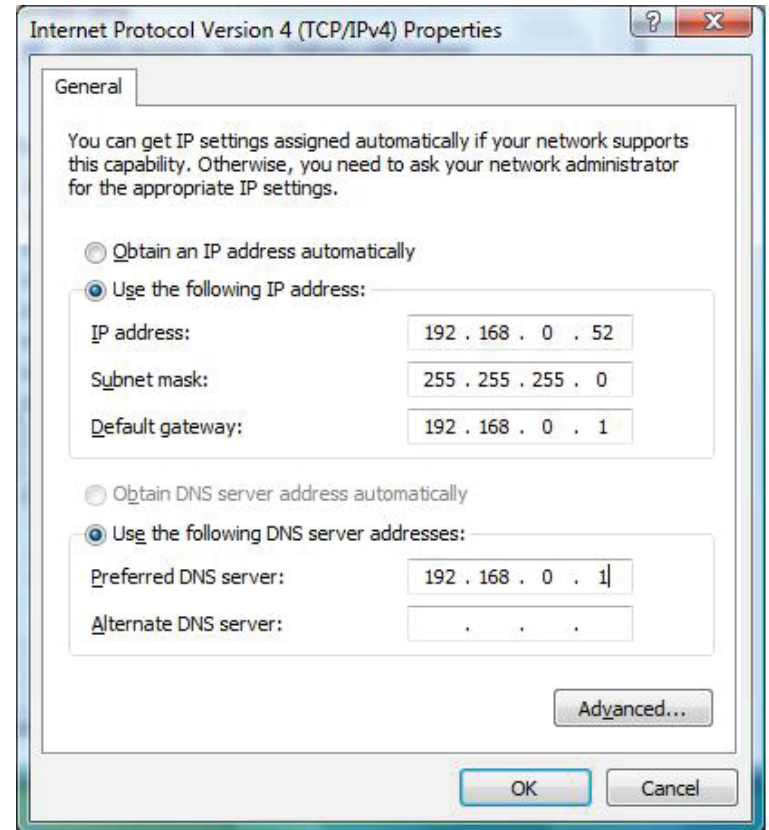 Internet Protocol Version 4 (TCP/IPv4) Properties
General
You can get IP settings assigned automatically if your network supports
this capability. Otherwise, you need to ask your network administrator
for the appropriate IP settings.
Obtain an IP address automatically
Use the following IP address:
IP address: 192 . 168 . 0 . 52
Subnet mask: 255 . 255 . 255 . 0
Default gateway: 192 . 168 . 0 . 1
Obtain DNS server address automatically
Use the following DNS server addresses:
Preferred DNS server: 192 . 168 . 0 . 1
Alternate DNS server: . . .
Advanced...
OK Cancel